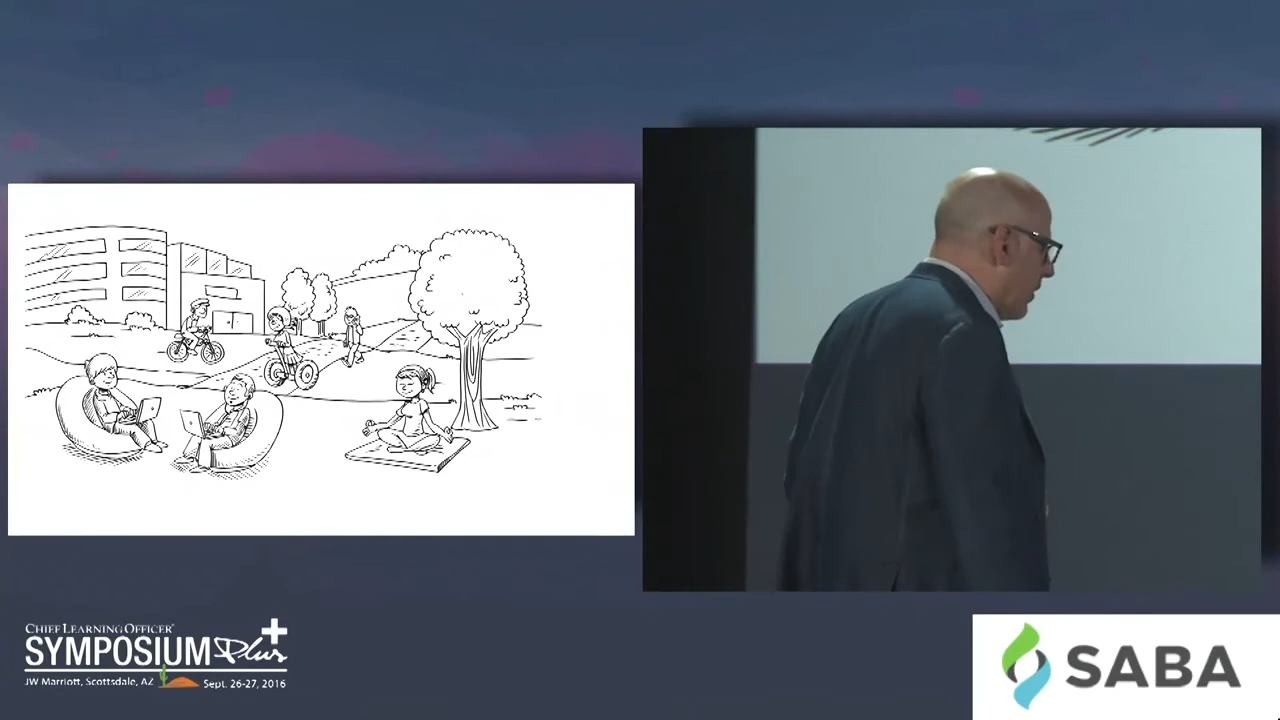 CHIEF LEARNING OFFICER
SYMPOSIUM Plus
JW Marriott, Scottsdale, AZ Sept. 26-27, 2016
SABA